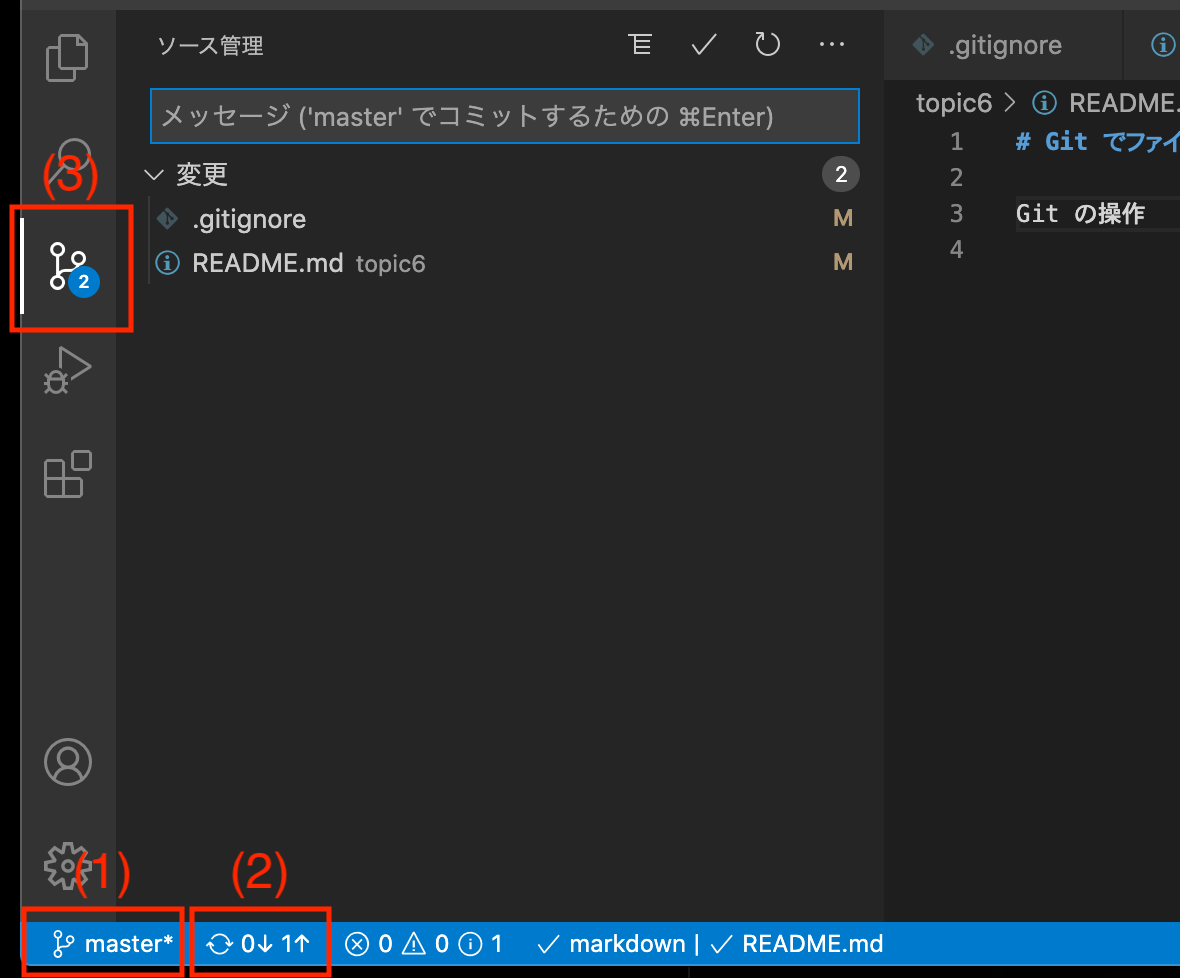 ソース管理
メッセージ ('master' でコミットするための ⌘Enter)
変更 2
.gitignore M
README.md topic6 M
(3)
2
.gitignore
topic6 > README.
1 # Git でファイ
2
3 Git の操作
4
(1) (2)
master* 0↓ 1↑ 0 0 1 markdown | README.md